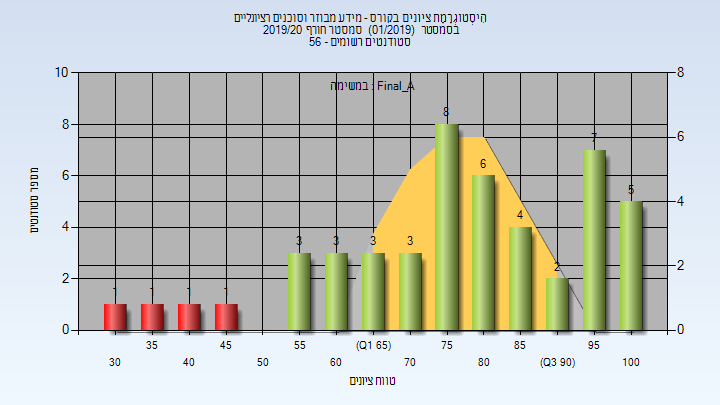 היסטוגרמת ציונים בקורס - מידע מבוזר וסוכנים רציונליים
בסמסטר (01/2019) סמסטר חורף 2019/20
56 - סטודנטים רשומים
במשימה : Final_A
מספר סטודנטים
10 8 6 4 2 0
8 6 4 2 0
1 1 1 1 3 3 3 3 8 6 4 2 7 5
35 45 55 (Q1 65) 75 85 95
30 40 50 60 70 80 (Q3 90) 100
טווח ציונים